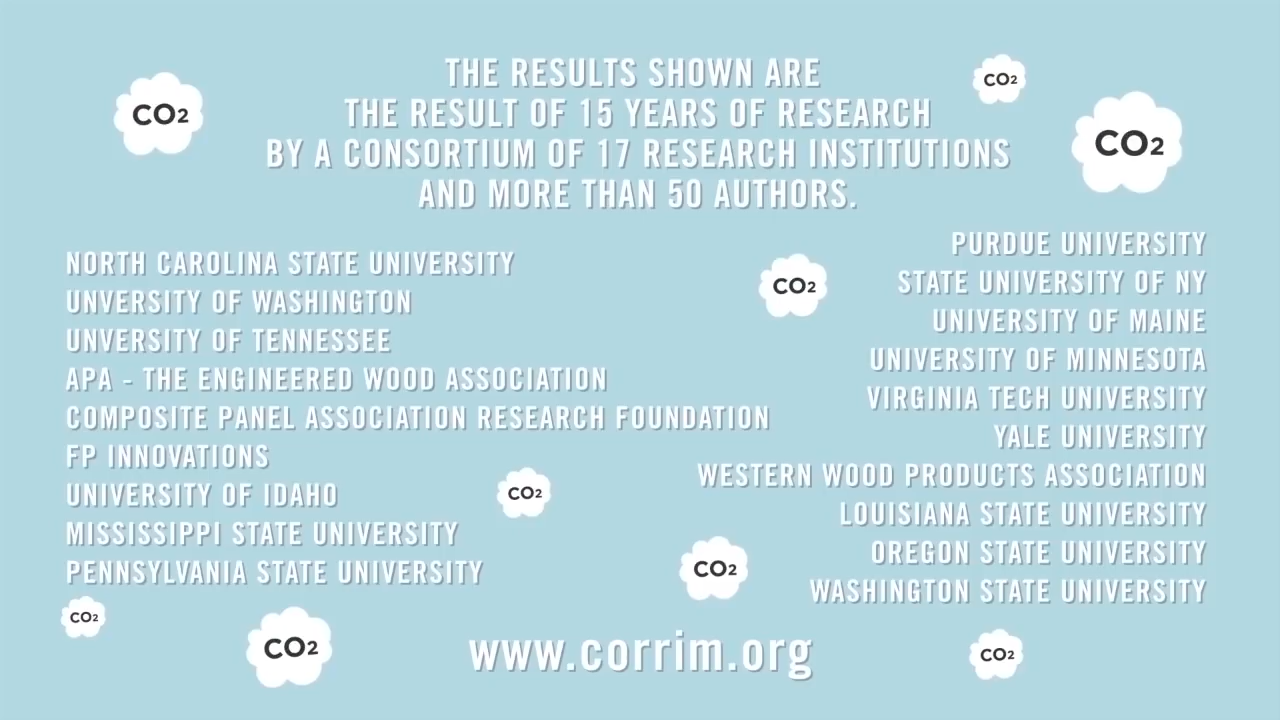 THE RESULTS SHOWN ARE
THE RESULT OF 15 YEARS OF RESEARCH
BY A CONSORTIUM OF 17 RESEARCH INSTITUTIONS
AND MORE THAN 50 AUTHORS.
CO2
CO2
CO2
NORTH CAROLINA STATE UNIVERSITY
UNVERSITY OF WASHINGTON
UNVERSITY OF TENNESSEE
APA - THE ENGINEERED WOOD ASSOCIATION
COMPOSITE PANEL ASSOCIATION RESEARCH FOUNDATION
FP INNOVATIONS
UNIVERSITY OF IDAHO
MISSISSIPPI STATE UNIVERSITY
PENNSYLVANIA STATE UNIVERSITY
CO2
CO2
CO2
PURDUE UNIVERSITY
STATE UNIVERSITY OF NY
UNIVERSITY OF MAINE
UNIVERSITY OF MINNESOTA
VIRGINIA TECH UNIVERSITY
YALE UNIVERSITY
WESTERN WOOD PRODUCTS ASSOCIATION
LOUISIANA STATE UNIVERSITY
OREGON STATE UNIVERSITY
WASHINGTON STATE UNIVERSITY
CO2
CO2
www.corrim.org
CO2